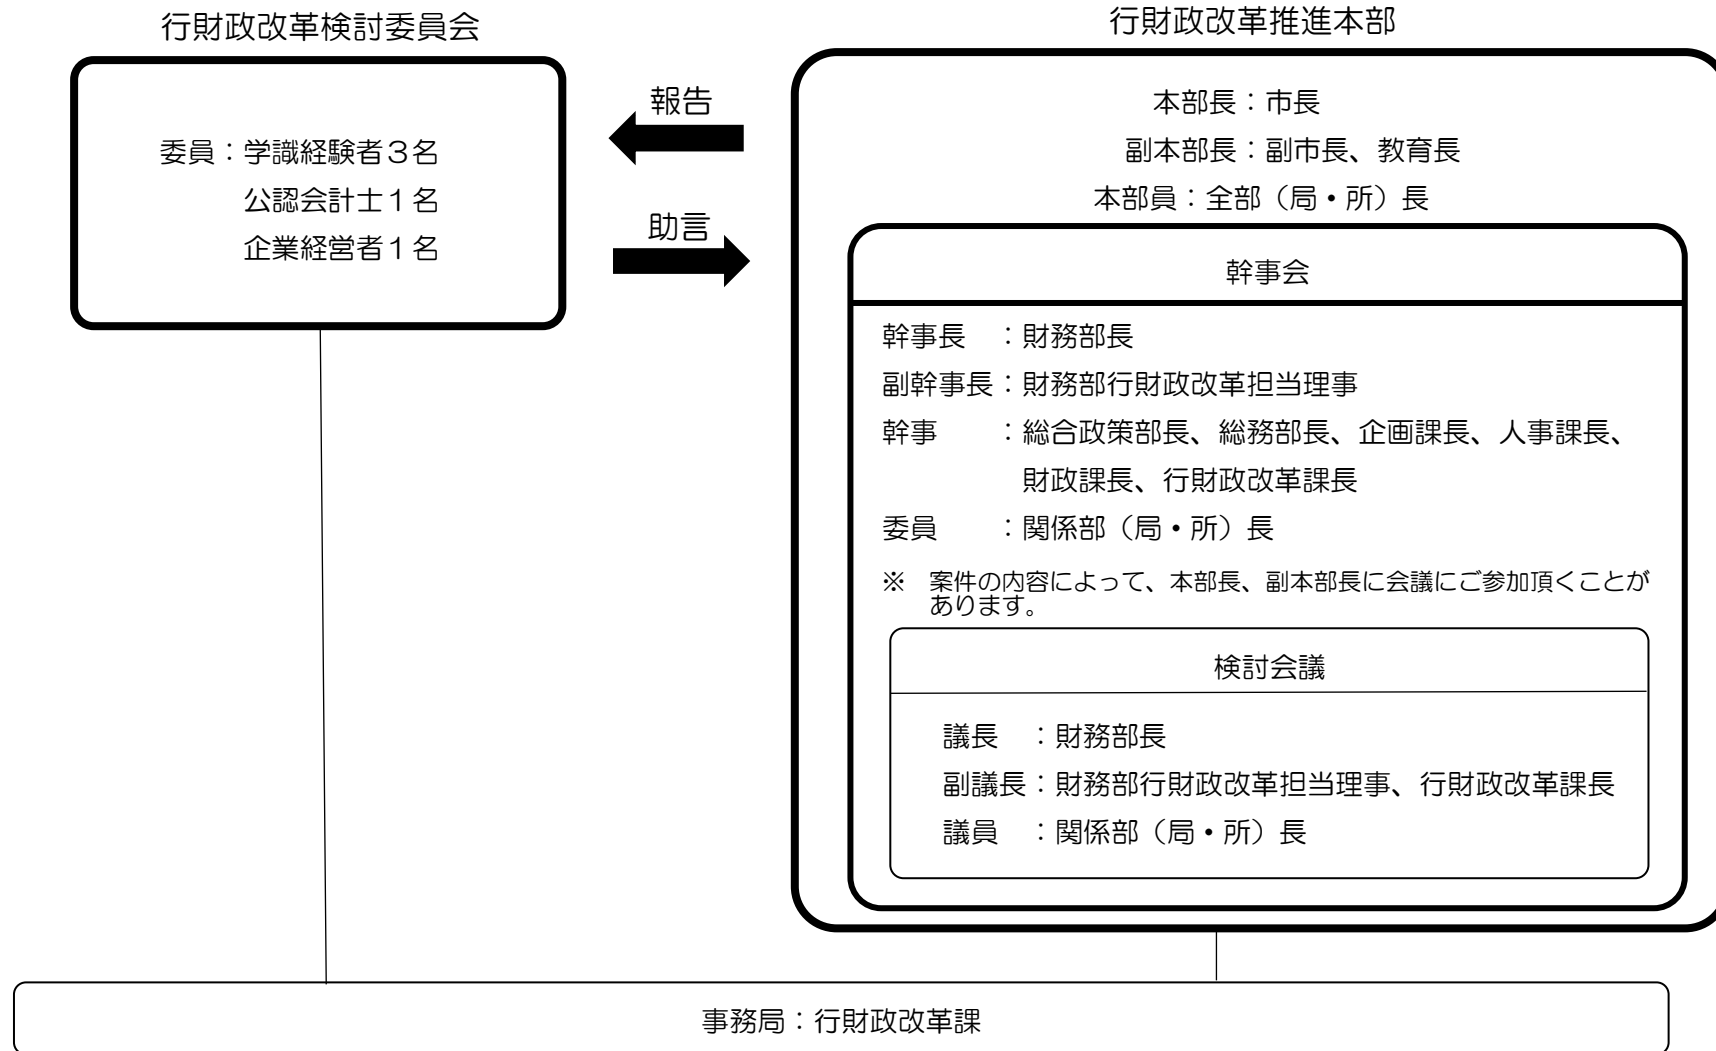 行財政改革検討委員会
委員：学識経験者３名
公認会計士１名
企業経営者１名
報告
助言
行財政改革推進本部
本部長：市長
副本部長：副市長、教育長
本部員：全部（局・所）長
幹事会
幹事長　：財務部長
副幹事長：財務部行財政改革担当理事
幹事　　：総合政策部長、総務部長、企画課長、人事課長、
財政課長、行財政改革課長
委員　　：関係部（局・所）長
※　案件の内容によって、本部長、副本部長に会議にご参加頂くことが
あります。
検討会議
議長　：財務部長
副議長：財務部行財政改革担当理事、行財政改革課長
議員　：関係部（局・所）長
事務局：行財政改革課